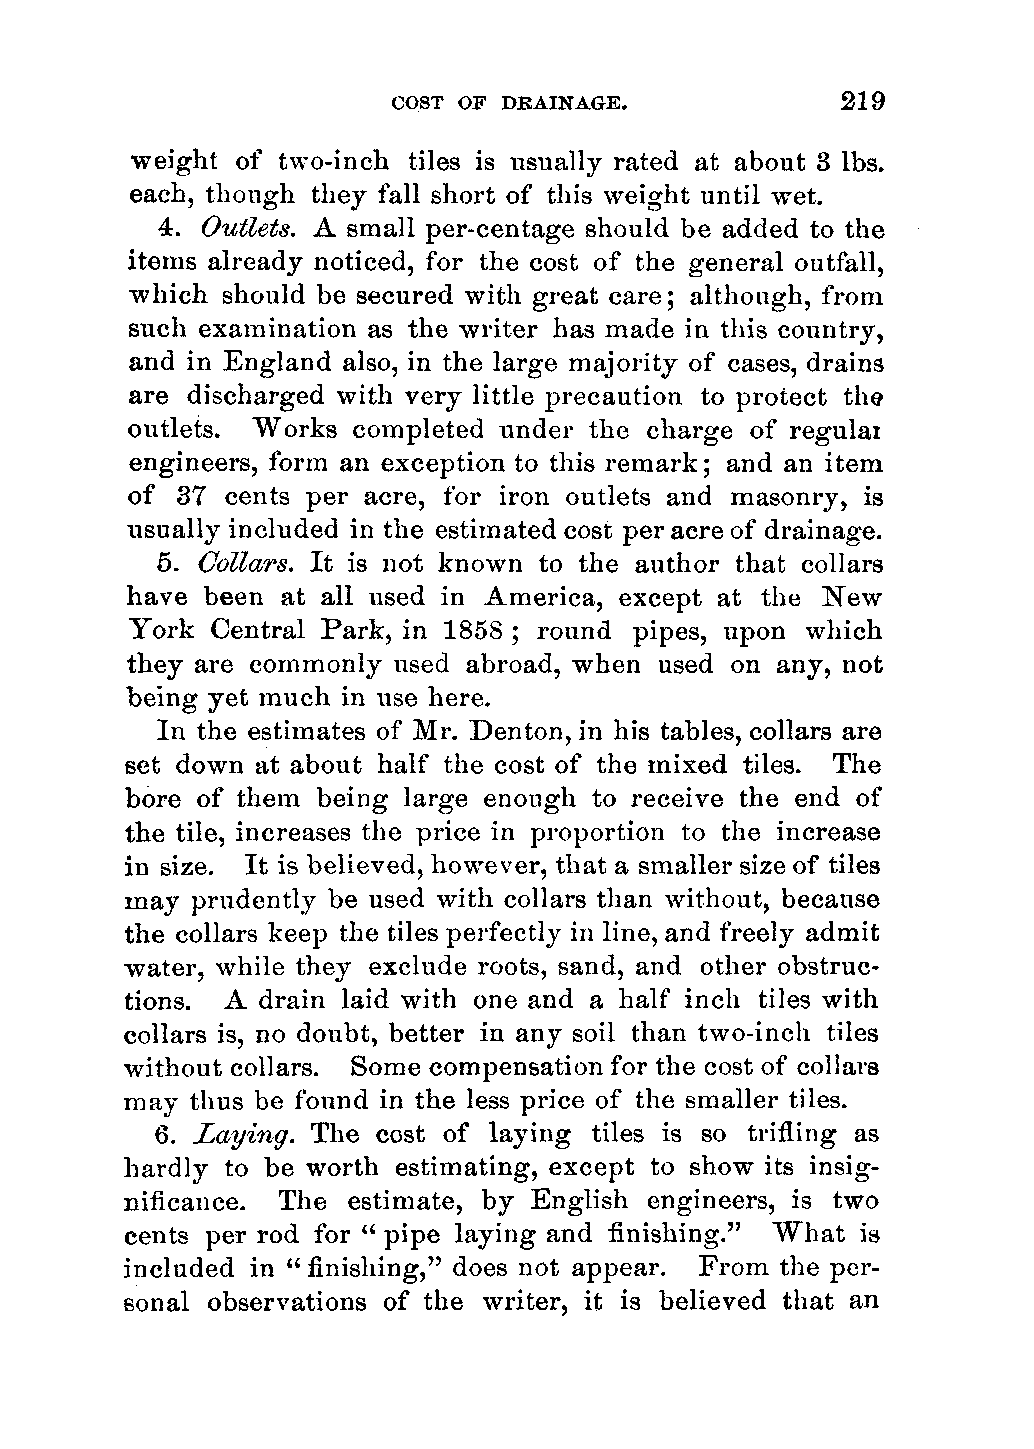 COST OF DRAINAGE. 219
weight of two-inch tiles is usually rated at about 3 lbs.
each, though they fall short of this weight until wet.
4. Outlets. A small per-centage should be added to the
items already noticed, for the cost of the general outfall,
which should be secured with great care; although, from
such examination as the writer has made in this country,
and in England also, in the large majority of cases, drains
are discharged with very little precaution to protect the
outlets. Works completed under the charge of regular
engineers, form an exception to this remark; and an item
of 37 cents per acre, for iron outlets and masonry, is
usually included in the estimated cost per acre of drainage.
5. Collars. It is not known to the author that collars
have been at all used in America, except at the New
York Central Park, in 1858; round pipes, upon which
they are commonly used abroad, when used on any, not
being yet much in use here.
In the estimates of Mr. Denton, in his tables, collars are
set down at about half the cost of the mixed tiles. The
bore of them being large enough to receive the end of
the tile, increases the price in proportion to the increase
in size. It is believed, however, that a smaller size of tiles
may prudently be used with collars than without, because
the collars keep the tiles perfectly in line, and freely admit
water, while they exclude roots, sand, and other obstruc-
tions. A drain laid with one and a half inch tiles with
collars is, no doubt, better in any soil than two-inch tiles
without collars. Some compensation for the cost of collars
may thus be found in the less price of the smaller tiles.
6. Laying. The cost of laying tiles is so trifling as
hardly to be worth estimating, except to show its insig-
nificance. The estimate, by English engineers, is two
cents per rod for "pipe laying and finishing." What is
included in "finishing," does not appear. From the per-
sonal observations of the writer, it is believed that an